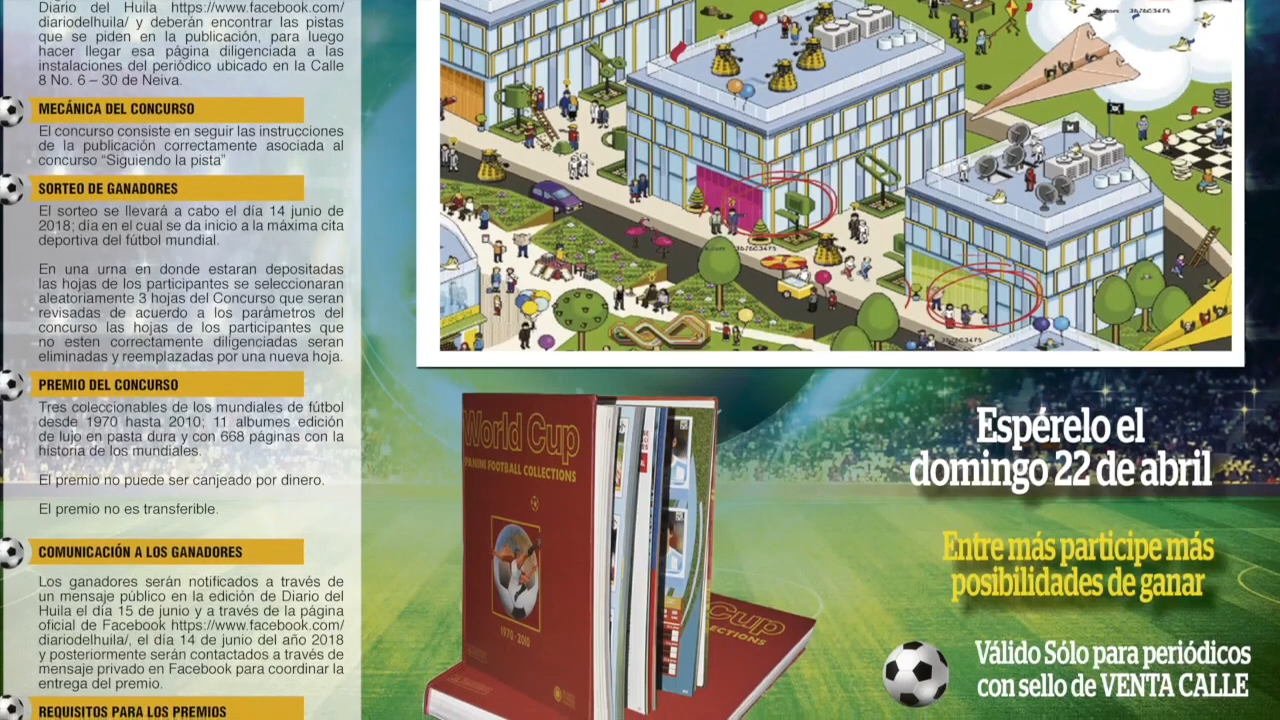 Diario del Huila https://www.facebook.com/
diariodelhuila/ y deberán encontrar las pistas
que se piden en la publicación, para luego
hacer llegar esa página diligenciada a las
instalaciones del periódico ubicado en la Calle
8 No. 6 – 30 de Neiva.
MECÁNICA DEL CONCURSO
El concurso consiste en seguir las instrucciones
de la publicación correctamente asociada al
concurso “Siguiendo la pista”
SORTEO DE GANADORES
El sorteo se llevará a cabo el día 14 junio de
2018; día en el cual se da inicio a la máxima cita
deportiva del fútbol mundial.
En una urna en donde estaran depositadas
las hojas de los participantes se seleccionaran
aleatoriamente 3 hojas del Concurso que seran
revisadas de acuerdo a los parámetros del
concurso las hojas de los participantes que
no esten correctamente diligenciadas seran
eliminadas y reemplazadas por una nueva hoja.
PREMIO DEL CONCURSO
Tres coleccionables de los mundiales de fútbol
desde 1970 hasta 2010; 11 albumes edición
de lujo en pasta dura y con 668 páginas con la
historia de los mundiales.
El premio no puede ser canjeado por dinero.
El premio no es transferible.
COMUNICACIÓN A LOS GANADORES
Los ganadores serán notificados a través de
un mensaje público en la edición de Diario del
Huila el día 15 de junio y a través de la página
oficial de Facebook https://www.facebook.com/
diariodelhuila/, el día 14 de junio del año 2018
y posteriormente serán contactados a través de
mensaje privado en Facebook para coordinar la
entrega del premio.
REQUISITOS PARA LOS PREMIOS
World Cup
PANINI FOOTBALL COLLECTIONS
1970 - 2010
Cup
ECTIONS
Espérelo el
domingo 22 de abril
Entre más participe más
posibilidades de ganar
Válido Sólo para periódicos
con sello de VENTA CALLE